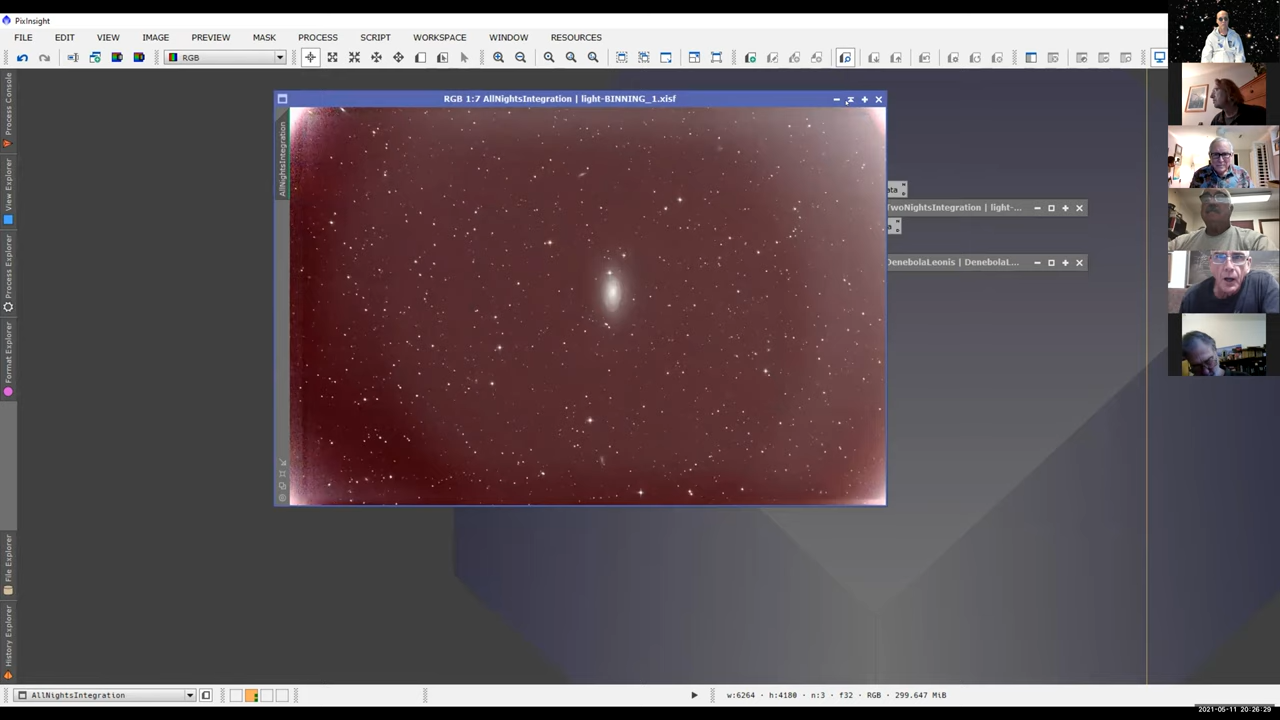 PixInsight
FILE EDIT VIEW IMAGE PREVIEW MASK PROCESS SCRIPT WORKSPACE WINDOW RESOURCES
RGB
Process Console
View Explorer
Process Explorer
Format Explorer
File Explorer
History Explorer
RGB 1:7 AllNightsIntegration | light-BINNING_1.xisf
AllNightsIntegration
ata
TwoNightsIntegration | light-...
a
DenebolaLeonis | DenebolaL...
AllNightsIntegration
w:6264 · h:4180 · n:3 · f32 · RGB · 299.647 MiB
2021-05-11 20:26:29